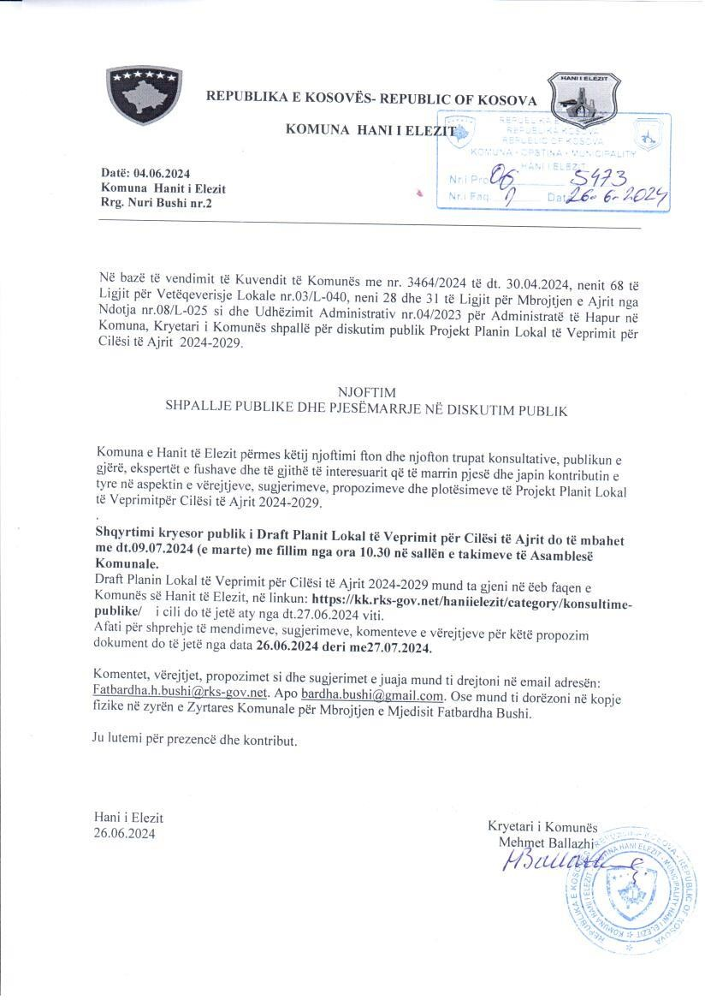 REPUBLIKA E KOSOVËS- REPUBLIC OF KOSOVA
HANI I ELEZIT
KOMUNA HANI I ELEZIT
REPUBLIKA KOSOVA
REPUBLIC OF KOSOVA
KOMUNA - OPŠTINA - MUNICIPALITY
HANI I ELEZIT
Nr.i Pro 06 5473
Nr.i Faq. 1 Dat 26-6-2024
Datë: 04.06.2024
Komuna Hanit i Elezit
Rrg. Nuri Bushi nr.2
Në bazë të vendimit të Kuvendit të Komunës me nr. 3464/2024 të dt. 30.04.2024, nenit 68 të
Ligjit për Vetëqeverisje Lokale nr.03/L-040, neni 28 dhe 31 të Ligjit për Mbrojtjen e Ajrit nga
Ndotja nr.08/L-025 si dhe Udhëzimit Administrativ nr.04/2023 për Administratë të Hapur në
Komuna, Kryetari i Komunës shpallë për diskutim publik Projekt Planin Lokal të Veprimit për
Cilësi të Ajrit 2024-2029.
NJOFTIM
SHPALLJE PUBLIKE DHE PJESËMARRJE NË DISKUTIM PUBLIK
Komuna e Hanit të Elezit përmes këtij njoftimi fton dhe njofton trupat konsultative, publikun e
gjërë, ekspertët e fushave dhe të gjithë të interesuarit që të marrin pjesë dhe japin kontributin e
tyre në aspektin e vërejtjeve, sugjerimeve, propozimeve dhe plotësimeve të Projekt Planit Lokal
të Veprimitpër Cilësi të Ajrit 2024-2029.
.
Shqyrtimi kryesor publik i Draft Planit Lokal të Veprimit për Cilësi të Ajrit do të mbahet
me dt.09.07.2024 (e marte) me fillim nga ora 10.30 në sallën e takimeve të Asamblesë
Komunale.
Draft Planin Lokal të Veprimit për Cilësi të Ajrit 2024-2029 mund ta gjeni në ëeb faqen e
Komunës së Hanit të Elezit, në linkun: https://kk.rks-gov.net/haniielezit/category/konsultime-
publike/ i cili do të jetë aty nga dt.27.06.2024 viti.
Afati për shprehje të mendimeve, sugjerimeve, komenteve e vërejtjeve për këtë propozim
dokument do të jetë nga data 26.06.2024 deri me27.07.2024.
Komentet, vërejtjet, propozimet si dhe sugjerimet e juaja mund ti drejtoni në email adresën:
Fatbardha.h.bushi@rks-gov.net. Apo bardha.bushi@gmail.com. Ose mund ti dorëzoni në kopje
fizike në zyrën e Zyrtares Komunale për Mbrojtjen e Mjedisit Fatbardha Bushi.
Ju lutemi për prezencë dhe kontribut.
Hani i Elezit
26.06.2024
Kryetari i Komunës
Mehmet Ballazhi
REPUBLIKA E KOSOVËS - REPUBLIKA KOSOVA - REPUBLIC OF KOSOVA
KOMUNA HANI I ELEZIT - OPŠTINA HANI ELEZIT - MUNICIPALITY HANI I ELEZIT